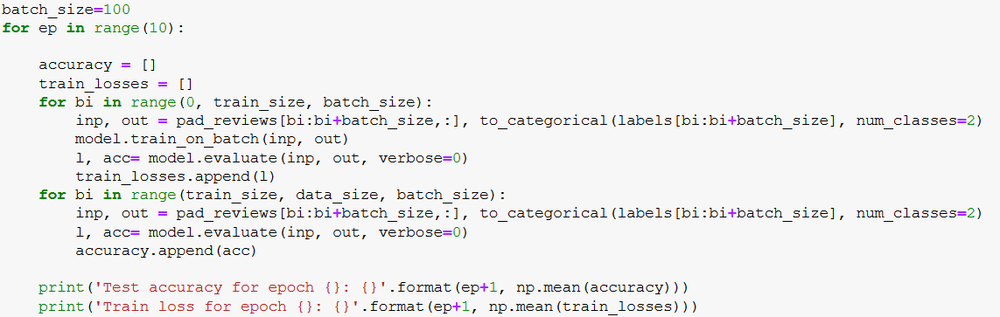 batch_size=100
for ep in range(10):
    accuracy = []
    train_losses = []
    for bi in range(0, train_size, batch_size):
        inp, out = pad_reviews[bi:bi+batch_size,:], to_categorical(labels[bi:bi+batch_size], num_classes=2)
        model.train_on_batch(inp, out)
        l, acc= model.evaluate(inp, out, verbose=0)
        train_losses.append(l)
    for bi in range(train_size, data_size, batch_size):
        inp, out = pad_reviews[bi:bi+batch_size,:], to_categorical(labels[bi:bi+batch_size], num_classes=2)
        l, acc= model.evaluate(inp, out, verbose=0)
        accuracy.append(acc)
    print('Test accuracy for epoch {}: {}'.format(ep+1, np.mean(accuracy)))
    print('Train loss for epoch {}: {}'.format(ep+1, np.mean(train_losses)))